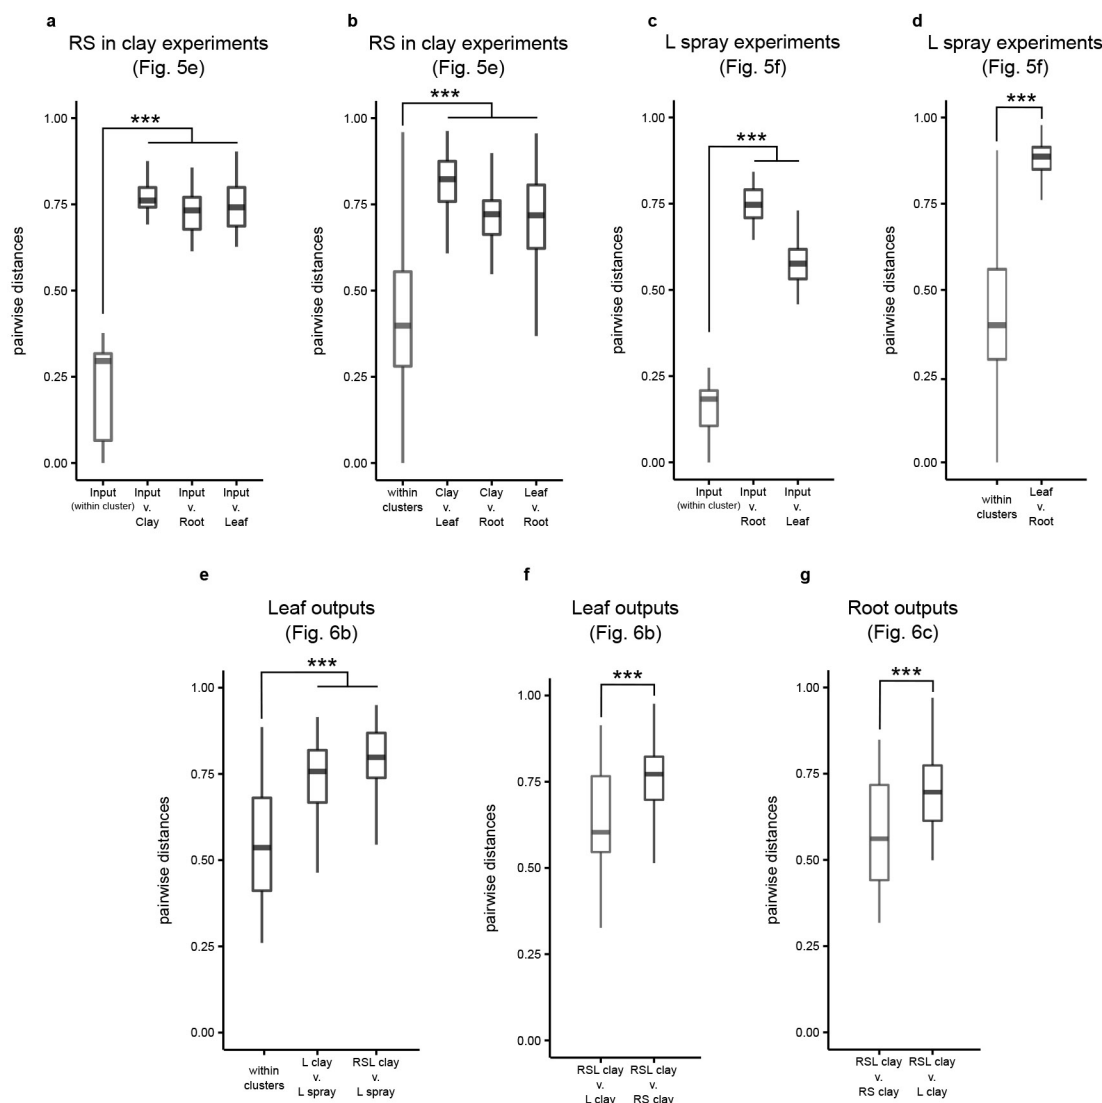 a
RS in clay experiments
(Fig. 5e)
***
pairwise distances
1.00
0.75
0.50
0.25
0.00
Input
(within cluster)
Input
v.
Clay
Input
v.
Root
Input
v.
Leaf
b
RS in clay experiments
(Fig. 5e)
***
pairwise distances
1.00
0.75
0.50
0.25
0.00
within
clusters
Clay
v.
Leaf
Clay
v.
Root
Leaf
v.
Root
c
L spray experiments
(Fig. 5f)
***
pairwise distances
1.00
0.75
0.50
0.25
0.00
Input
(within cluster)
Input
v.
Root
Input
v.
Leaf
d
L spray experiments
(Fig. 5f)
***
pairwise distances
1.00
0.75
0.50
0.25
0.00
within
clusters
Leaf
v.
Root
e
Leaf outputs
(Fig. 6b)
***
pairwise distances
1.00
0.75
0.50
0.25
0.00
within
clusters
L clay
v.
L spray
RSL clay
v.
L spray
f
Leaf outputs
(Fig. 6b)
***
pairwise distances
1.00
0.75
0.50
0.25
0.00
RSL clay
v.
L clay
RSL clay
v.
RS clay
g
Root outputs
(Fig. 6c)
***
pairwise distances
1.00
0.75
0.50
0.25
0.00
RSL clay
v.
RS clay
RSL clay
v.
L clay